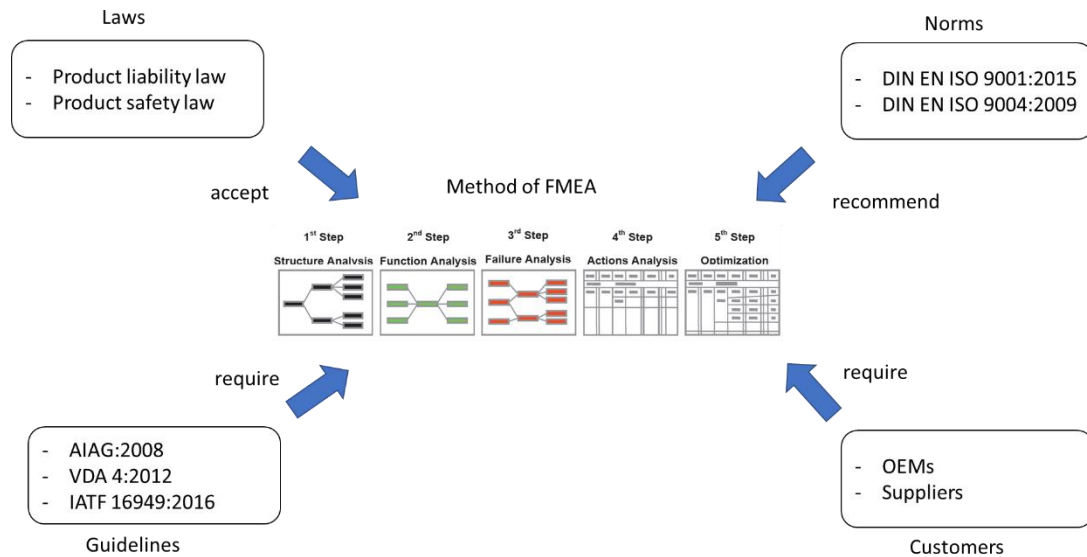 Laws
- Product liability law
- Product safety law
Norms
- DIN EN ISO 9001:2015
- DIN EN ISO 9004:2009
accept
Method of FMEA
recommend
1st Step
2nd Step
3rd Step
4th Step
5th Step
Structure Analysis
Function Analysis
Failure Analysis
Actions Analysis
Optimization
require
require
- AIAG:2008
- VDA 4:2012
- IATF 16949:2016
Guidelines
- OEMs
- Suppliers
Customers